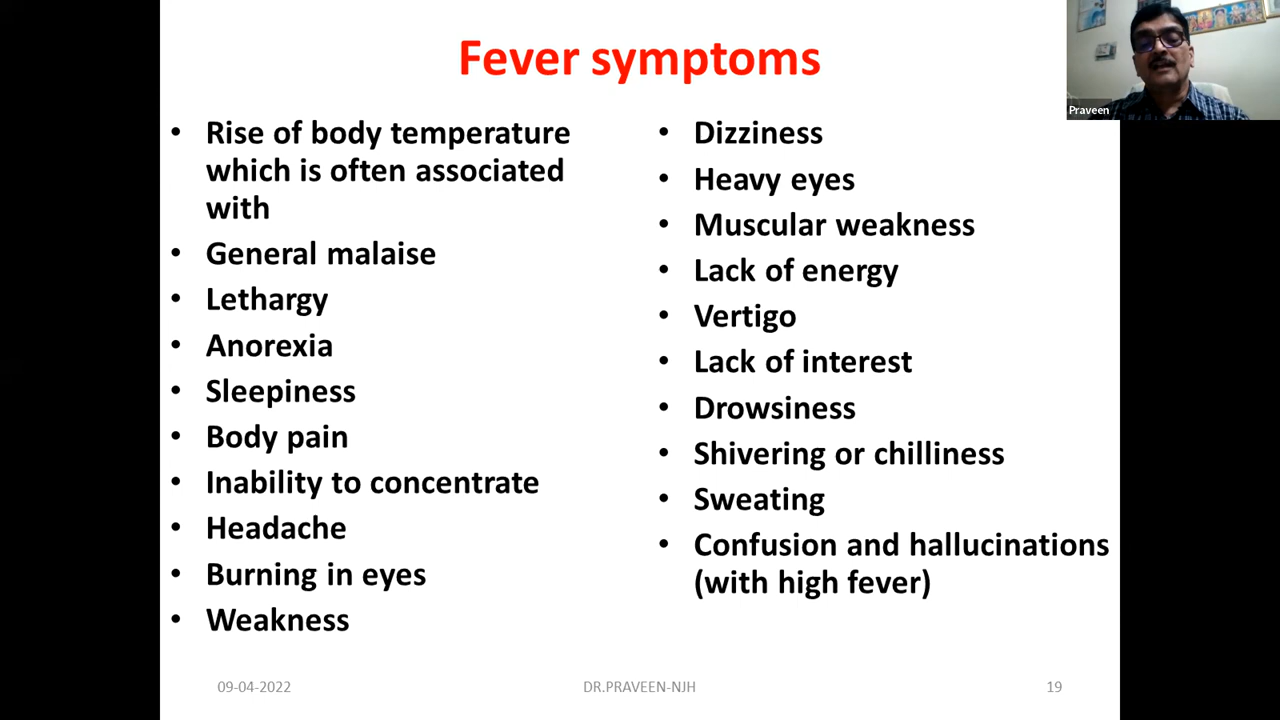 Fever symptoms
• Rise of body temperature
which is often associated
with
• General malaise
• Lethargy
• Anorexia
• Sleepiness
• Body pain
• Inability to concentrate
• Headache
• Burning in eyes
• Weakness
• Dizziness
• Heavy eyes
• Muscular weakness
• Lack of energy
• Vertigo
• Lack of interest
• Drowsiness
• Shivering or chilliness
• Sweating
• Confusion and hallucinations
(with high fever)
Praveen
09-04-2022
DR.PRAVEEN-NJH
19